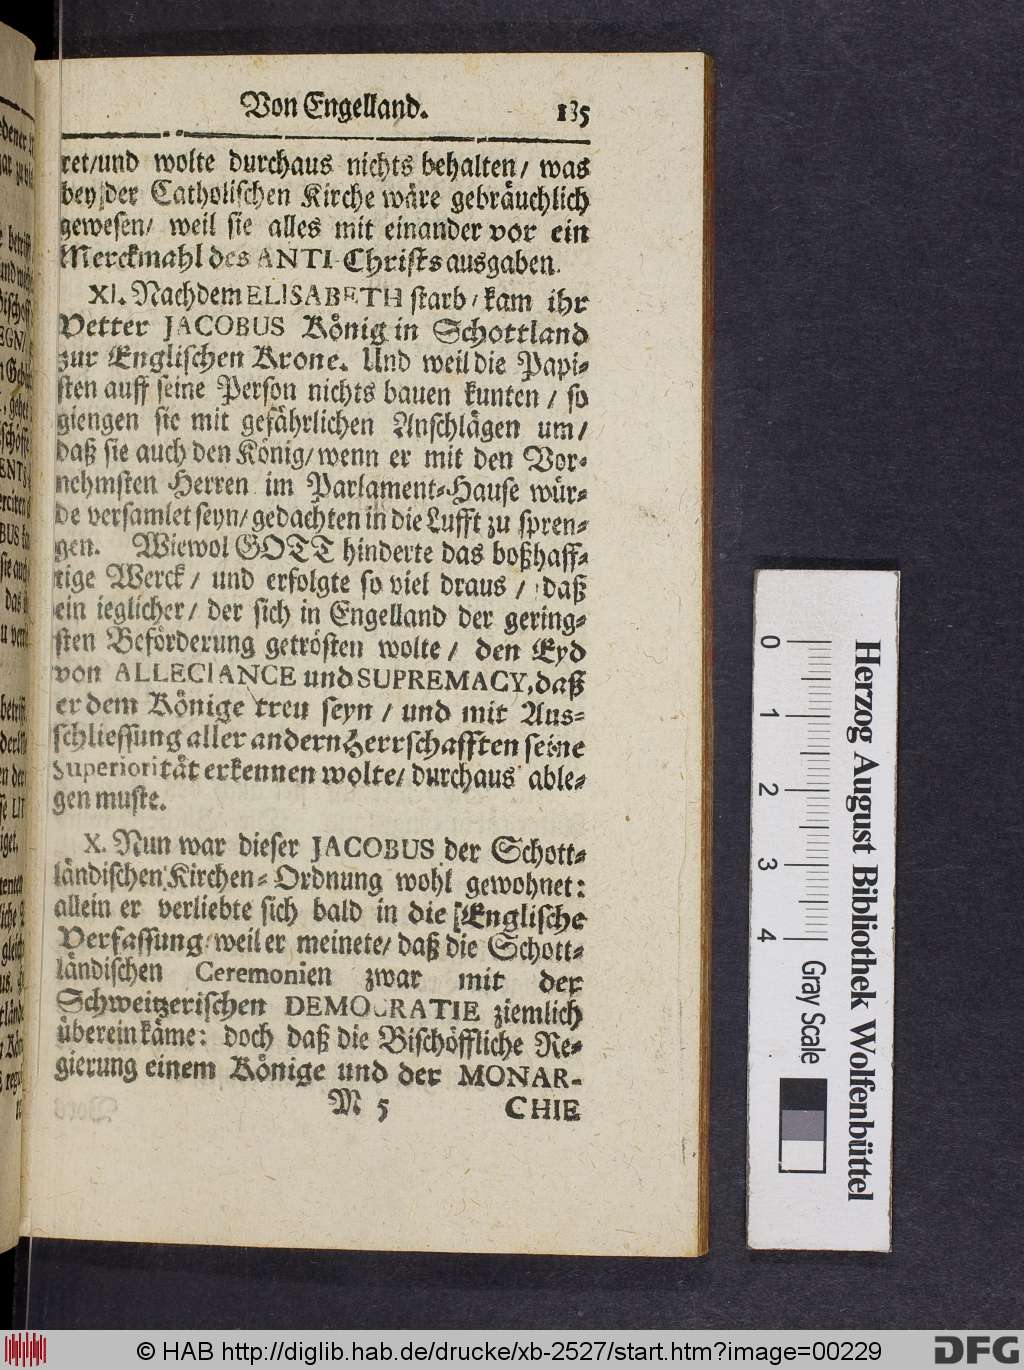 Von Engelland. 185
ret/und wolte durchaus nichts behalten/ was
bey der Catholischen Kirche wäre gebräuchlich
gewesen/ weil sie alles mit einander vor ein
Merckmahl des ANTI-Christs ausgaben.
XI. Nachdem ELISABETH starb/ kam ihr
Vetter JACOBUS König in Schottland
zur Englischen Krone. Und weil die Papi-
sten auff seine Person nichts bauen kunten/ so
giengen sie mit gefährlichen Anschlägen um/
daß sie auch den König/ wenn er mit den Vor-
nehmsten Herren im Parlament-Hause wür-
de versamlet seyn/ gedachten in die Lufft zu spren-
gen. Wiewol GOTT hinderte das boßhaff-
tige Werck/ und erfolgte so viel draus/ daß
ein ieglicher/ der sich in Engelland der gering-
sten Beförderung getrösten wolte/ den Eyd
von ALLEGIANCE und SUPREMACY, daß
er dem Könige treu seyn/ und mit Aus-
schliessung aller andern Herrschafften seine
Superiorität erkennen wolte/ durchaus able-
gen muste.
X. Nun war dieser JACOBUS der Schott-
ländischen Kirchen-Ordnung wohl gewohnet:
allein er verliebte sich bald in die Englische
Verfassung/ weil er meinete/ daß die Schott-
ländischen Ceremonien zwar mit der
Schweitzerischen DEMOCRATIE ziemlich
überein käme: doch daß die Bischöffliche Re-
gierung einem Könige und der MONAR-
M 5 CHIE
0 1 2 3 4
Gray Scale
Herzog August Bibliothek Wolfenbüttel
© HAB http://diglib.hab.de/drucke/xb-2527/start.htm?image=00229
DFG